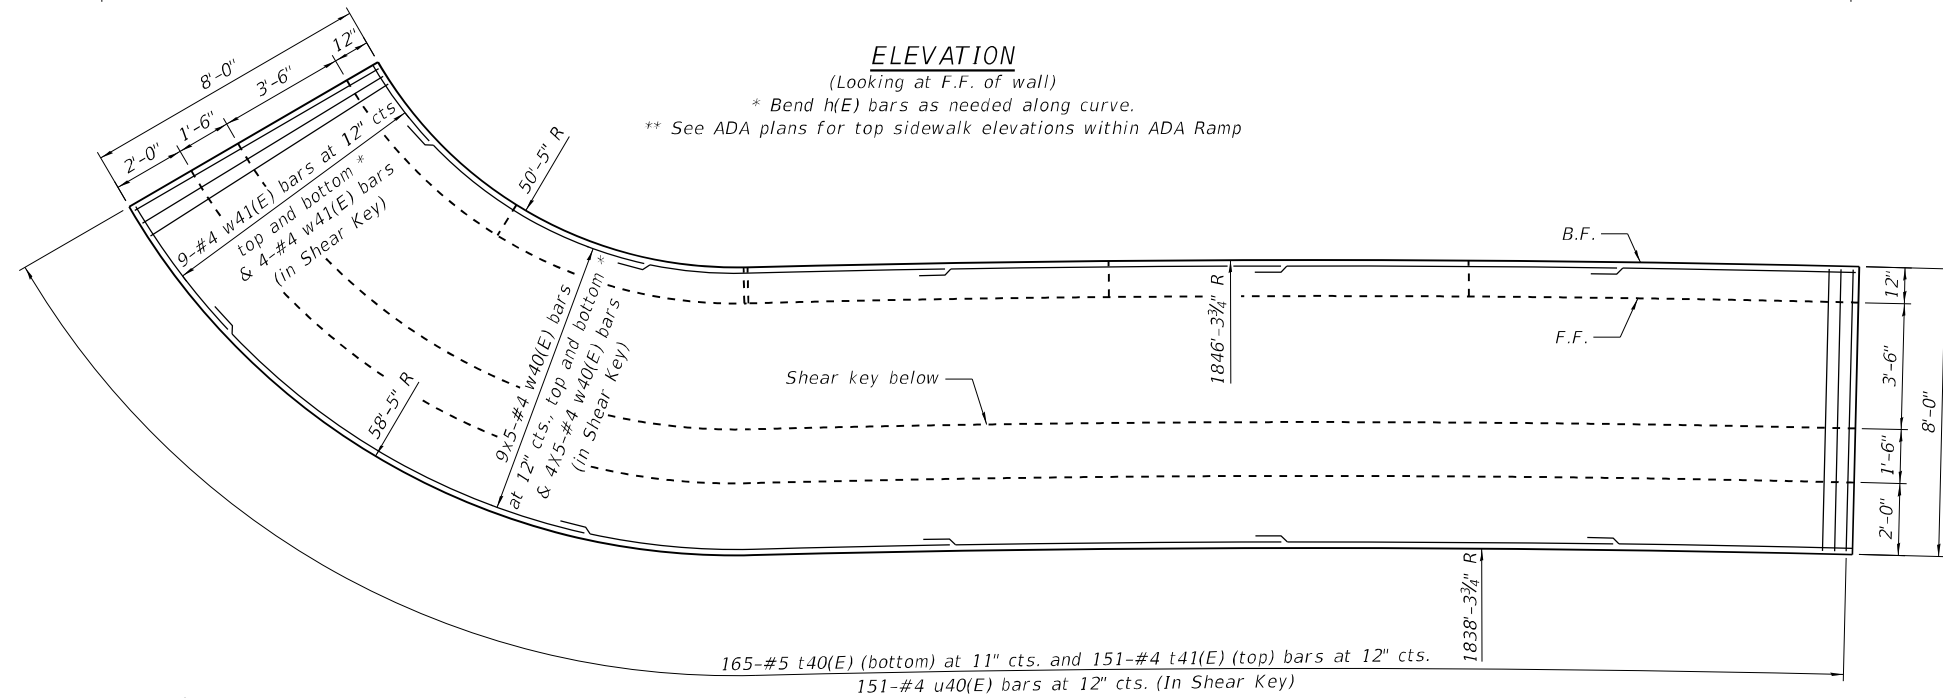 ELEVATION
(Looking at F.F. of wall)
* Bend h(E) bars as needed along curve.
** See ADA plans for top sidewalk elevations within ADA Ramp
8'-0"
12"
3'-6"
1'-6"
2'-0"
9-#4 w41(E) bars at 12" cts
top and bottom *
& 4-#4 w41(E) bars
(in Shear Key)
50'-5" R
58'-5" R
9x5-#4 w40(E) bars
at 12" cts., top and bottom *
& 4X5-#4 w40(E) bars
(in Shear Key)
Shear key below
1846'-3¾" R
B.F.
F.F.
12"
3'-6"
1'-6"
2'-0"
8'-0"
1838'-3¾" R
165-#5 t40(E) (bottom) at 11" cts. and 151-#4 t41(E) (top) bars at 12" cts.
151-#4 u40(E) bars at 12" cts. (In Shear Key)